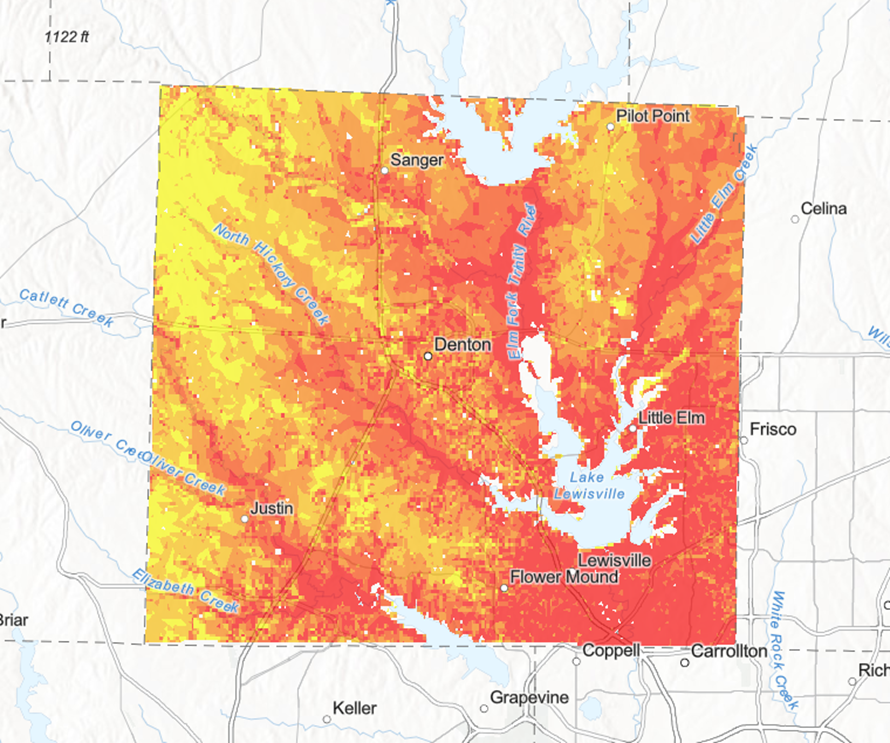 1122 ft
Pilot Point
Sanger
Little Elm Creek
Celina
North Hickory Creek
Elm Fork Trinity River
Catlett Creek
r
Denton
Little Elm
Frisco
Oliver Cree
Oliver Creek
Lake
Lewisville
Justin
Lewisville
Flower Mound
Elizabeth Creek
White Rock Creek
Briar
Coppell
Carrollton
Rich
Keller
Grapevine